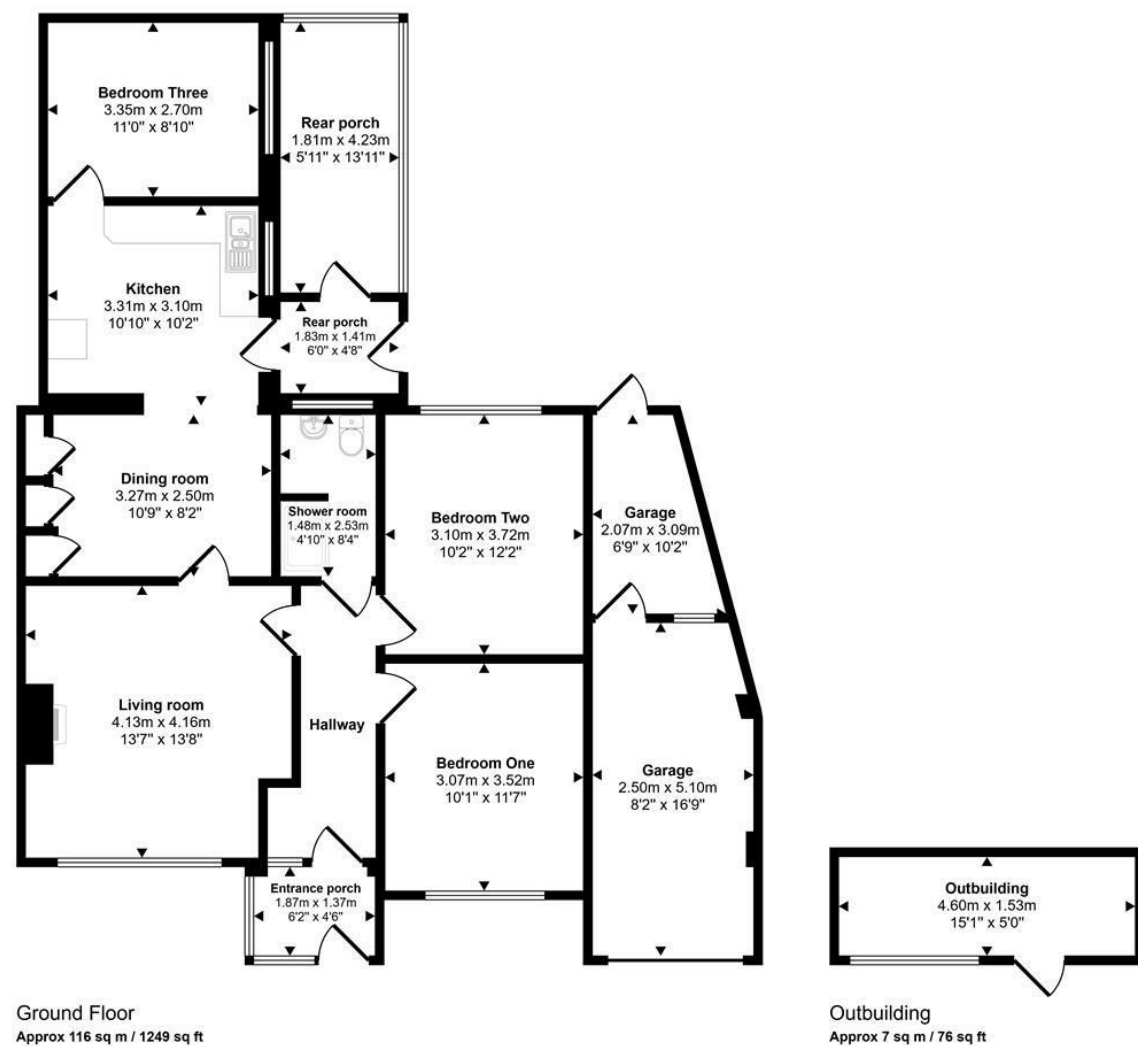 Bedroom Three
3.35m x 2.70m
11'0" x 8'10"
Rear porch
1.81m x 4.23m
5'11" x 13'11"
Kitchen
3.31m x 3.10m
10'10" x 10'2"
Rear porch
1.83m x 1.41m
6'0" x 4'8"
Dining room
3.27m x 2.50m
10'9" x 8'2"
Shower room
1.48m x 2.53m
4'10" x 8'4"
Bedroom Two
3.10m x 3.72m
10'2" x 12'2"
Garage
2.07m x 3.09m
6'9" x 10'2"
Living room
4.13m x 4.16m
13'7" x 13'8"
Hallway
Bedroom One
3.07m x 3.52m
10'1" x 11'7"
Garage
2.50m x 5.10m
8'2" x 16'9"
Entrance porch
1.87m x 1.37m
6'2" x 4'6"
Outbuilding
4.60m x 1.53m
15'1" x 5'0"
Ground Floor
Approx 116 sq m / 1249 sq ft
Outbuilding
Approx 7 sq m / 76 sq ft